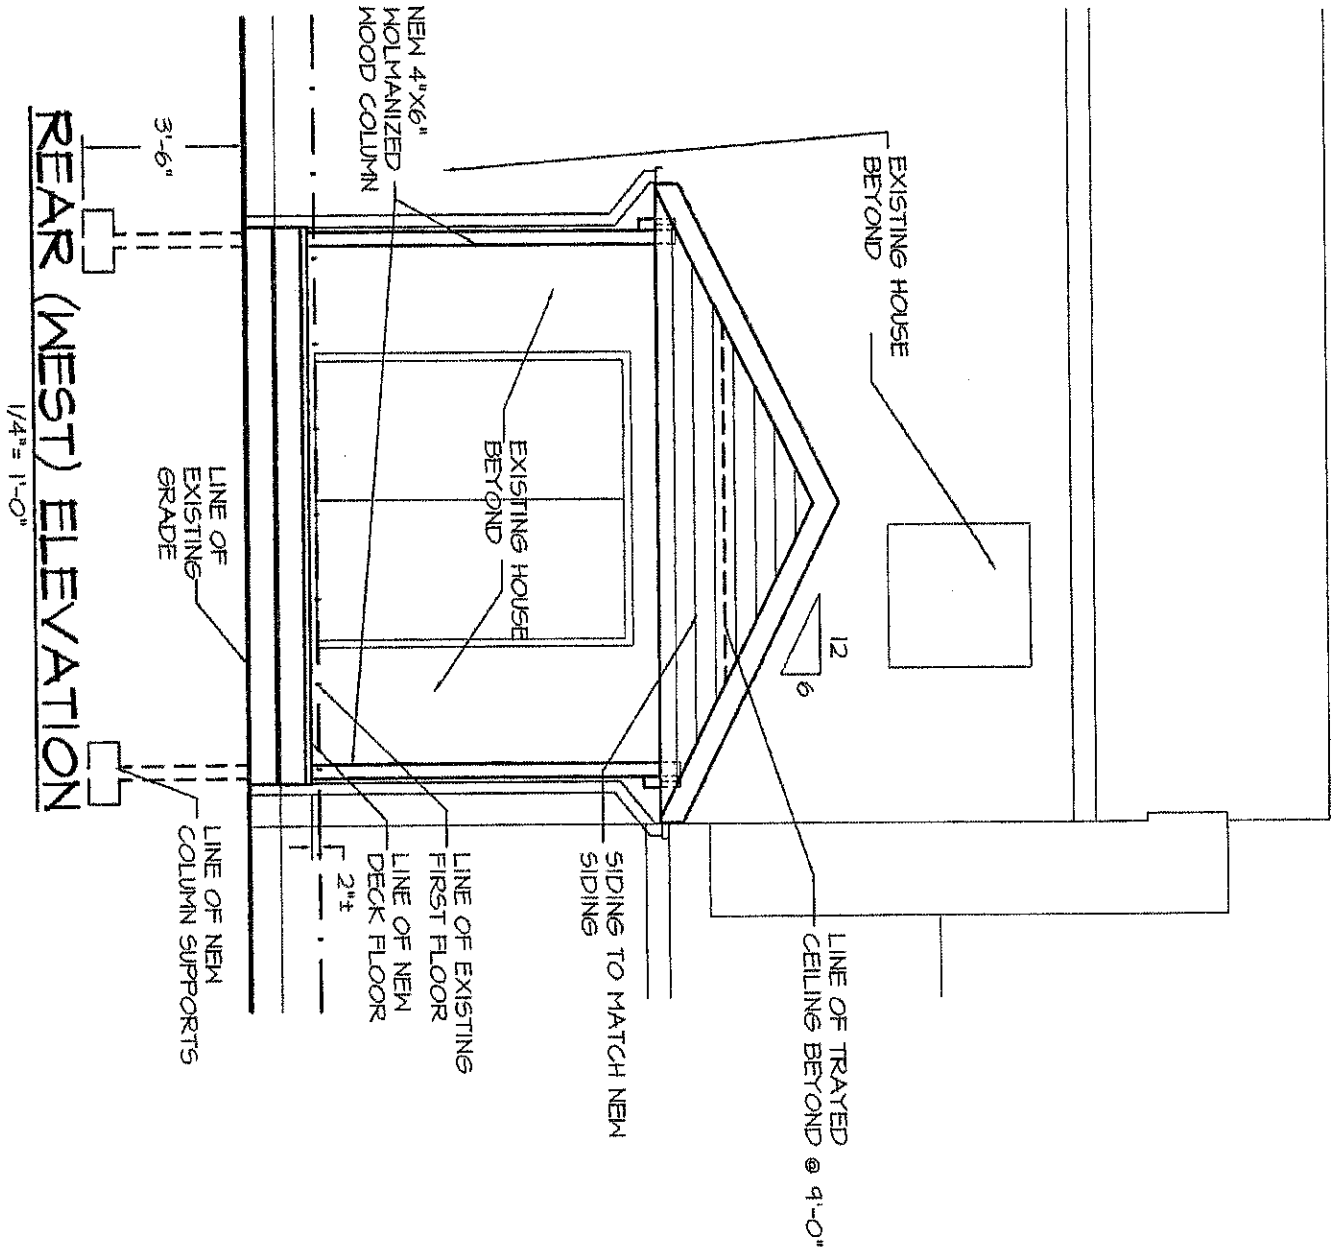 EXISTING HOUSE
BEYOND
12
6
LINE OF TRAYED
CEILING BEYOND @ 9'-0"
SIDING TO MATCH NEW
SIDING
NEW 4"X6"
WOLMANIZED
WOOD COLUMN
EXISTING HOUSE
BEYOND
LINE OF EXISTING
FIRST FLOOR
LINE OF NEW
DECK FLOOR
2"±
3'-6"
LINE OF
EXISTING
GRADE
LINE OF NEW
COLUMN SUPPORTS
REAR (WEST) ELEVATION
1/4"= 1'-0"